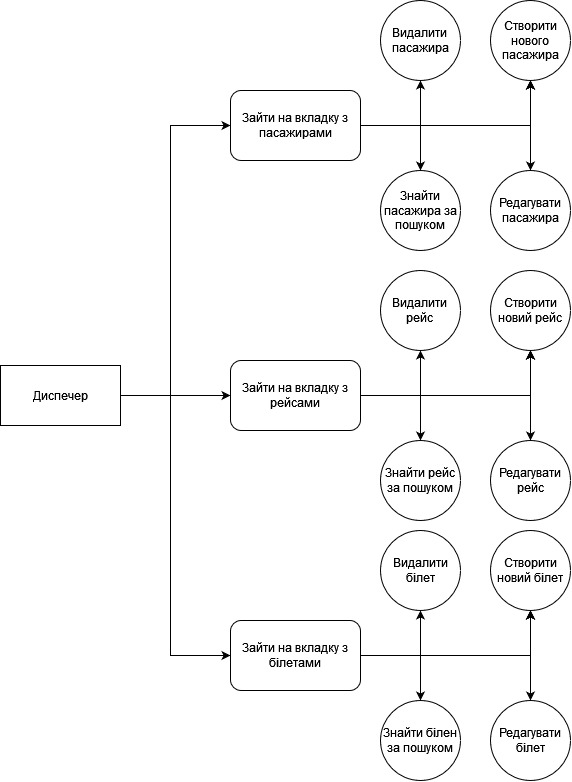 Видалити
пасажира
Створити
нового
пасажира
Зайти на вкладку з
пасажирами
Знайти
пасажира за
пошуком
Редагувати
пасажира
Видалити
рейс
Створити
новий рейс
Диспечер
Зайти на вкладку з
рейсами
Знайти рейс
за пошуком
Редагувати
рейс
Видалити
білет
Створити
новий білет
Зайти на вкладку з
білетами
Знайти білен
за пошуком
Редагувати
білет